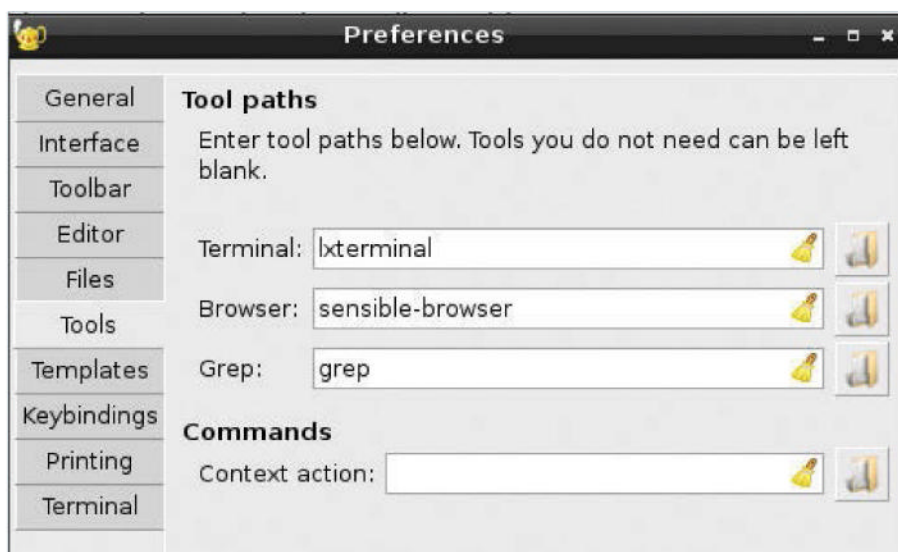 Preferences
General
Interface
Toolbar
Editor
Files
Tools
Templates
Keybindings
Printing
Terminal
Tool paths
Enter tool paths below. Tools you do not need can be left
blank.
Terminal: lxterminal
Browser: sensible-browser
Grep: grep
Commands
Context action: